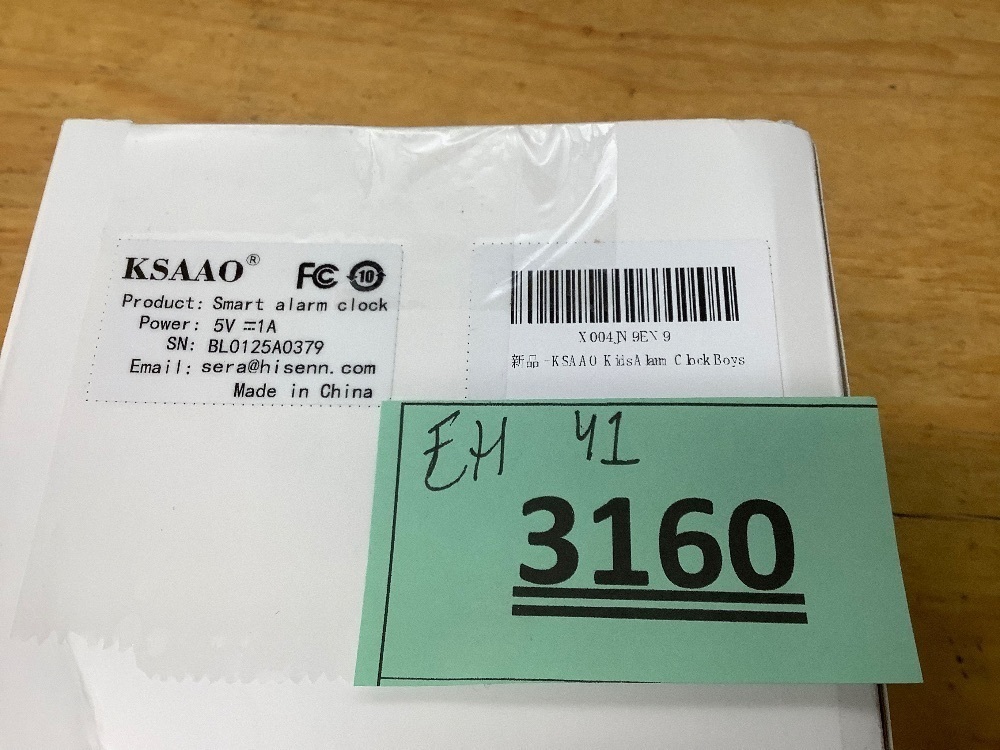 KSAAO® FC 10
Product: Smart alarm clock
Power: 5V⎓1A
SN: BL0125A0379
Email: sera@hisenn.com
Made in China
X004JN9EX9
新品 -KSAAO Kids Alarm Clock Boys
EH 41
3160